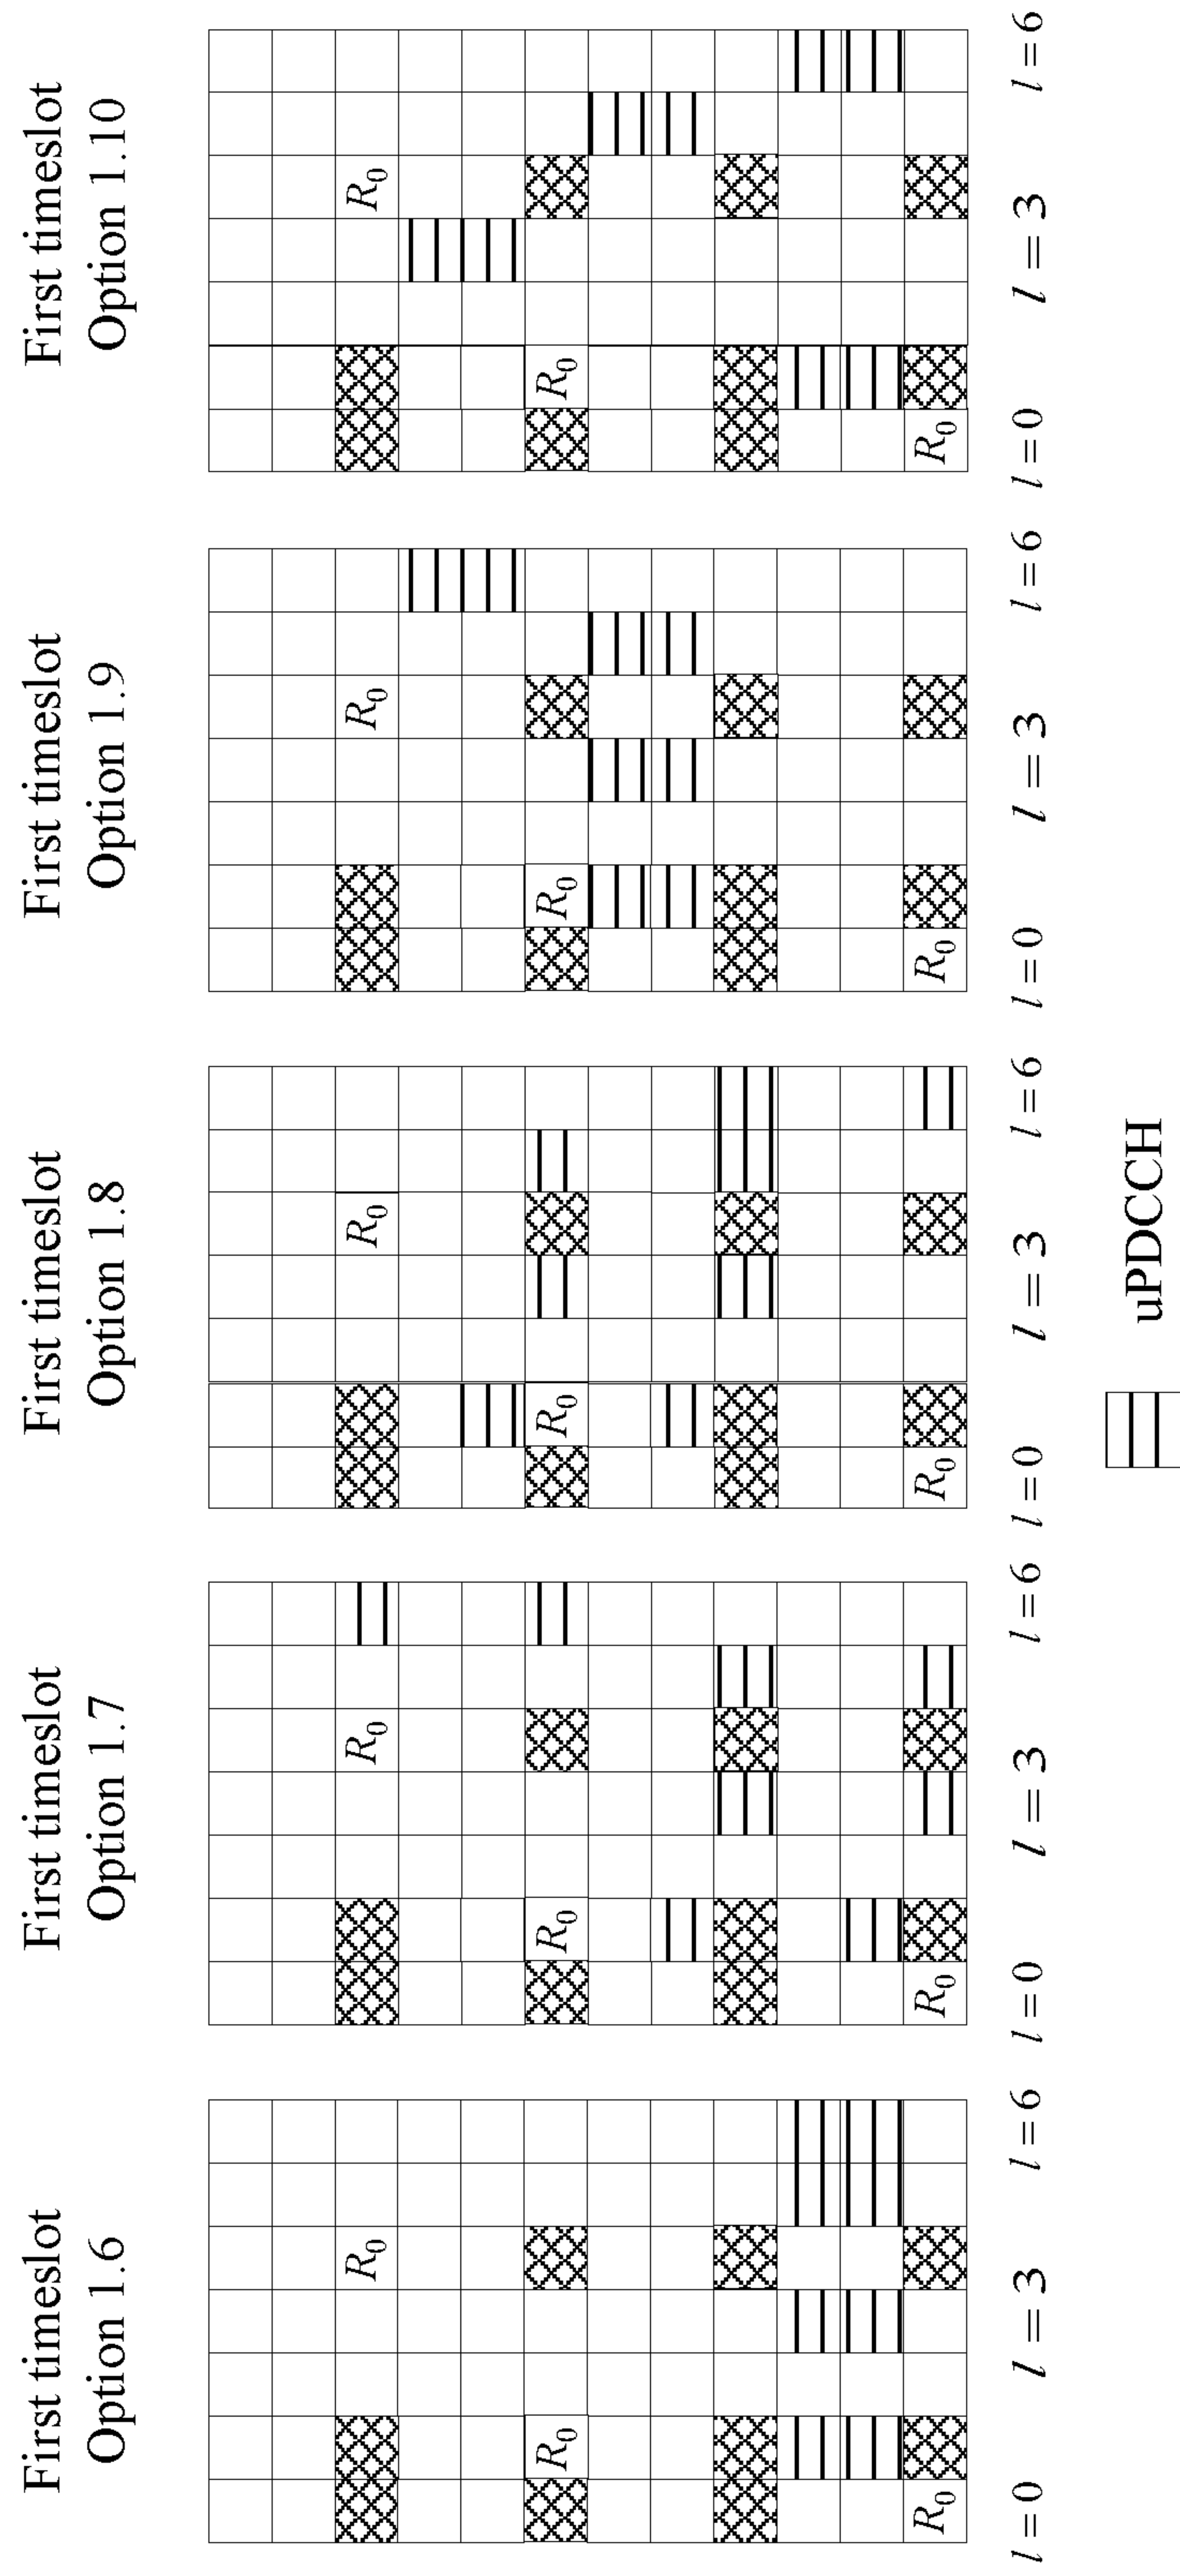 First timeslot
Option 1.6
R₀
R₀
R₀
l = 0
l = 3
l = 6
First timeslot
Option 1.7
R₀
R₀
R₀
l = 0
l = 3
l = 6
First timeslot
Option 1.8
R₀
R₀
R₀
l = 0
l = 3
l = 6
First timeslot
Option 1.9
R₀
R₀
R₀
l = 0
l = 3
l = 6
First timeslot
Option 1.10
R₀
R₀
R₀
l = 0
l = 3
l = 6
uPDCCH